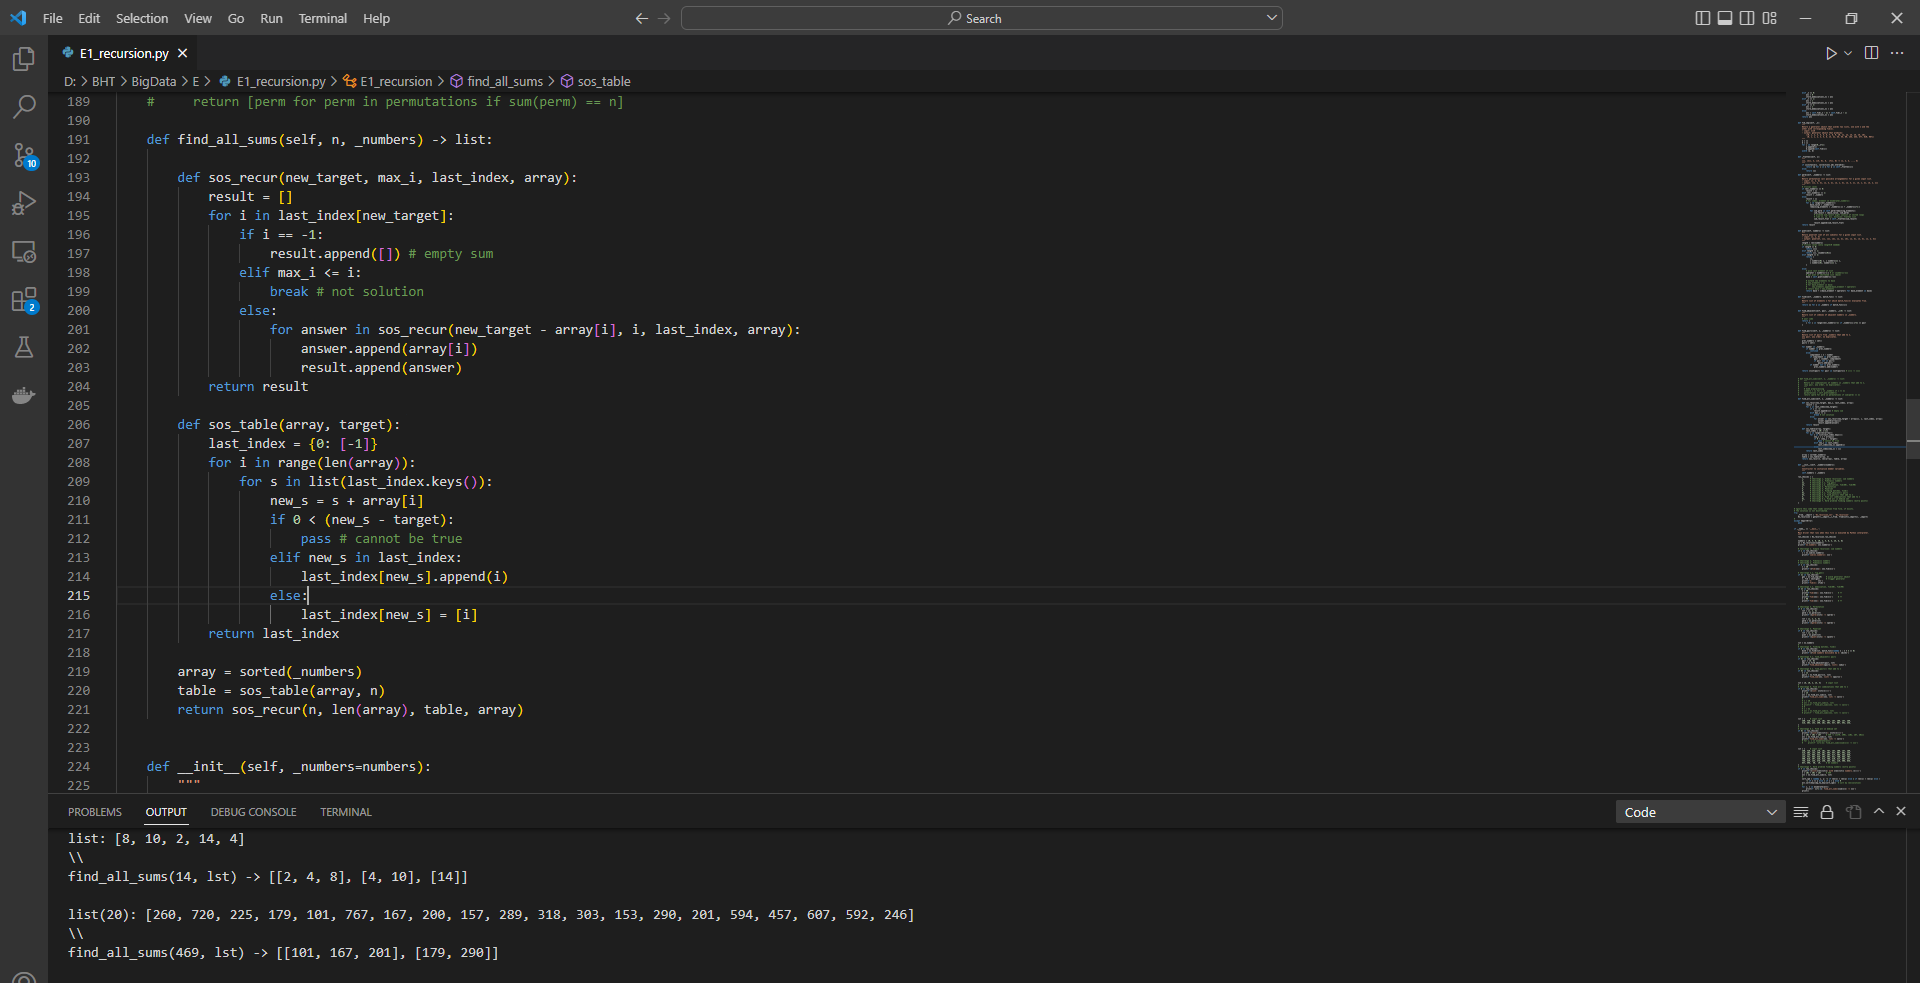 File Edit Selection View Go Run Terminal Help
Search
E1_recursion.py
D: > BHT > BigData > E > E1_recursion.py > E1_recursion > find_all_sums > sos_table
10
2
189 #     return [perm for perm in permutations if sum(perm) == n]
190
191 def find_all_sums(self, n, _numbers) -> list:
192
193     def sos_recur(new_target, max_i, last_index, array):
194         result = []
195         for i in last_index[new_target]:
196             if i == -1:
197                 result.append([]) # empty sum
198             elif max_i <= i:
199                 break # not solution
200             else:
201                 for answer in sos_recur(new_target - array[i], i, last_index, array):
202                     answer.append(array[i])
203                     result.append(answer)
204         return result
205
206     def sos_table(array, target):
207         last_index = {0: [-1]}
208         for i in range(len(array)):
209             for s in list(last_index.keys()):
210                 new_s = s + array[i]
211                 if 0 < (new_s - target):
212                     pass # cannot be true
213                 elif new_s in last_index:
214                     last_index[new_s].append(i)
215                 else:
216                     last_index[new_s] = [i]
217         return last_index
218
219     array = sorted(_numbers)
220     table = sos_table(array, n)
221     return sos_recur(n, len(array), table, array)
222
223
224 def __init__(self, _numbers=numbers):
225     """
PROBLEMS OUTPUT DEBUG CONSOLE TERMINAL
Code
list: [8, 10, 2, 14, 4]
\\
find_all_sums(14, lst) -> [[2, 4, 8], [4, 10], [14]]
list(20): [260, 720, 225, 179, 101, 767, 167, 200, 157, 289, 318, 303, 153, 290, 201, 594, 457, 607, 592, 246]
\\
find_all_sums(469, lst) -> [[101, 167, 201], [179, 290]]